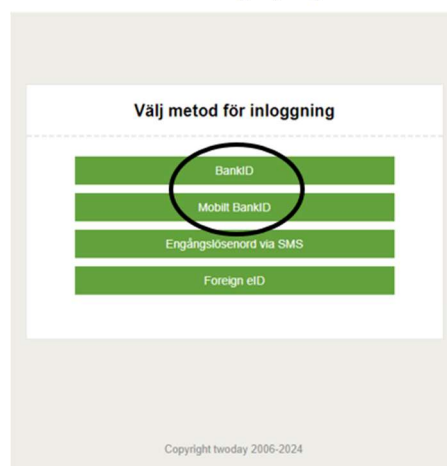 Välj metod för inloggning
BankID
Mobilt BankID
Engångslösenord via SMS
Foreign eID
Copyright twoday 2006-2024